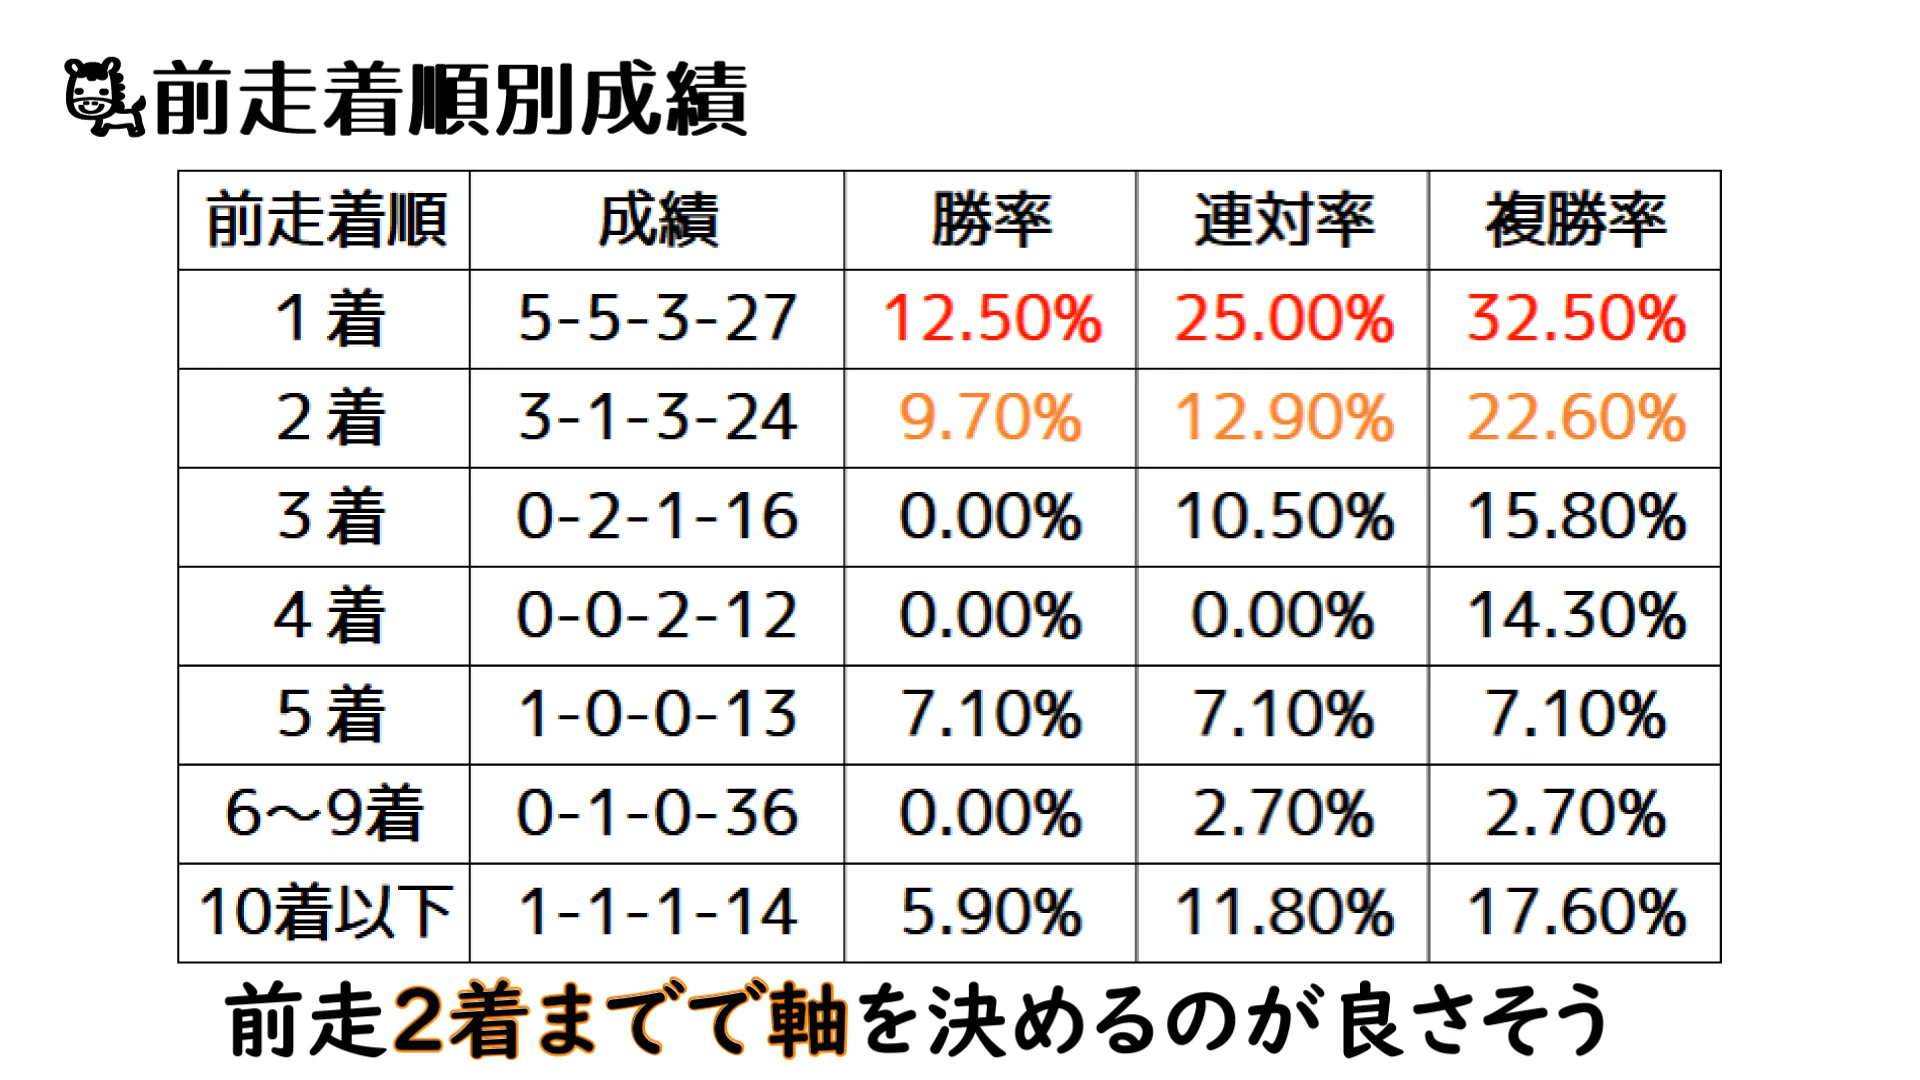 前走着順別成績
前走着順 成績 勝率 連対率 複勝率
1着 5-5-3-27 12.50% 25.00% 32.50%
2着 3-1-3-24 9.70% 12.90% 22.60%
3着 0-2-1-16 0.00% 10.50% 15.80%
4着 0-0-2-12 0.00% 0.00% 14.30%
5着 1-0-0-13 7.10% 7.10% 7.10%
6〜9着 0-1-0-36 0.00% 2.70% 2.70%
10着以下 1-1-1-14 5.90% 11.80% 17.60%
前走2着までで軸を決めるのが良さそう